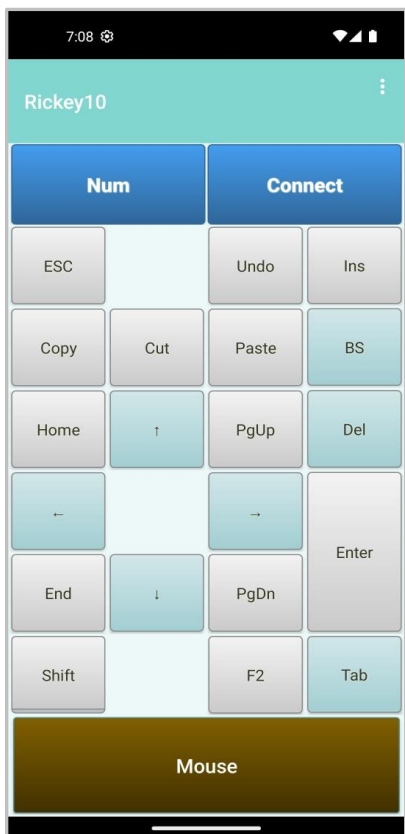 7:08
Rickey10
Num Connect
ESC Undo Ins
Copy Cut Paste BS
Home ↑ PgUp Del
← →
Enter
End ↓ PgDn
Shift F2 Tab
Mouse